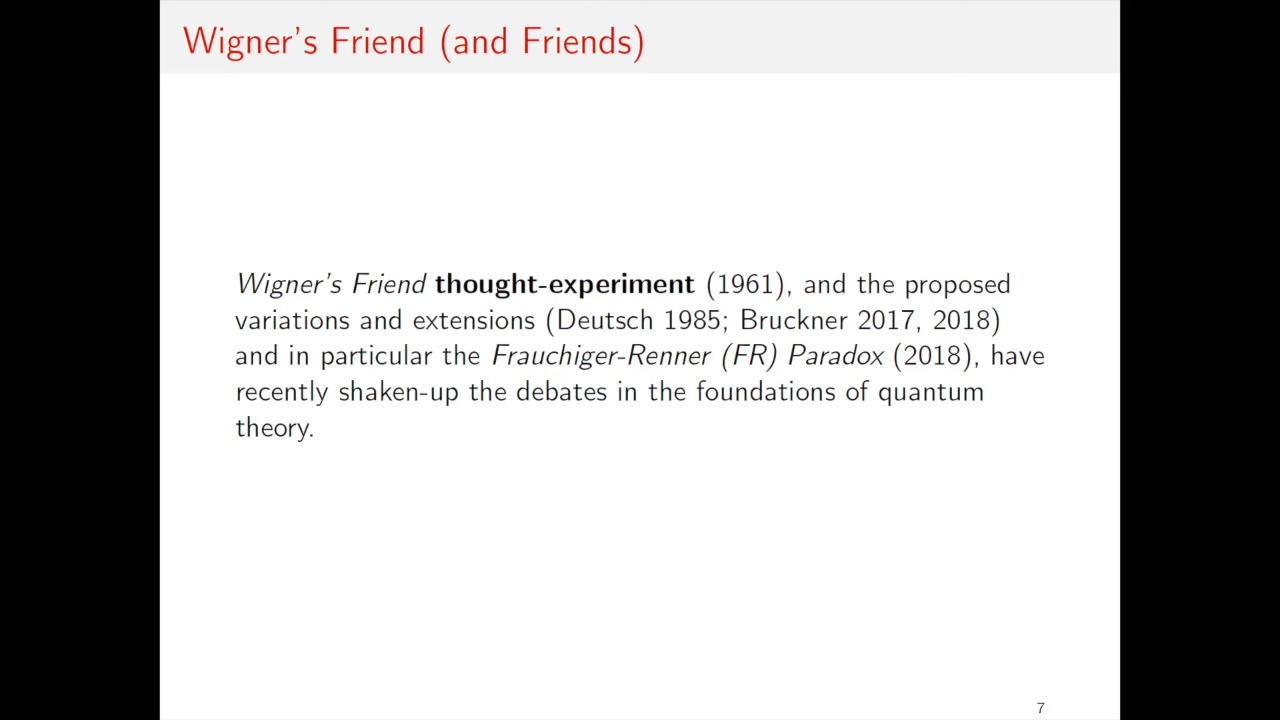 Wigner's Friend (and Friends)
Wigner's Friend thought-experiment (1961), and the proposed
variations and extensions (Deutsch 1985; Bruckner 2017, 2018)
and in particular the Frauchiger-Renner (FR) Paradox (2018), have
recently shaken-up the debates in the foundations of quantum
theory.
7